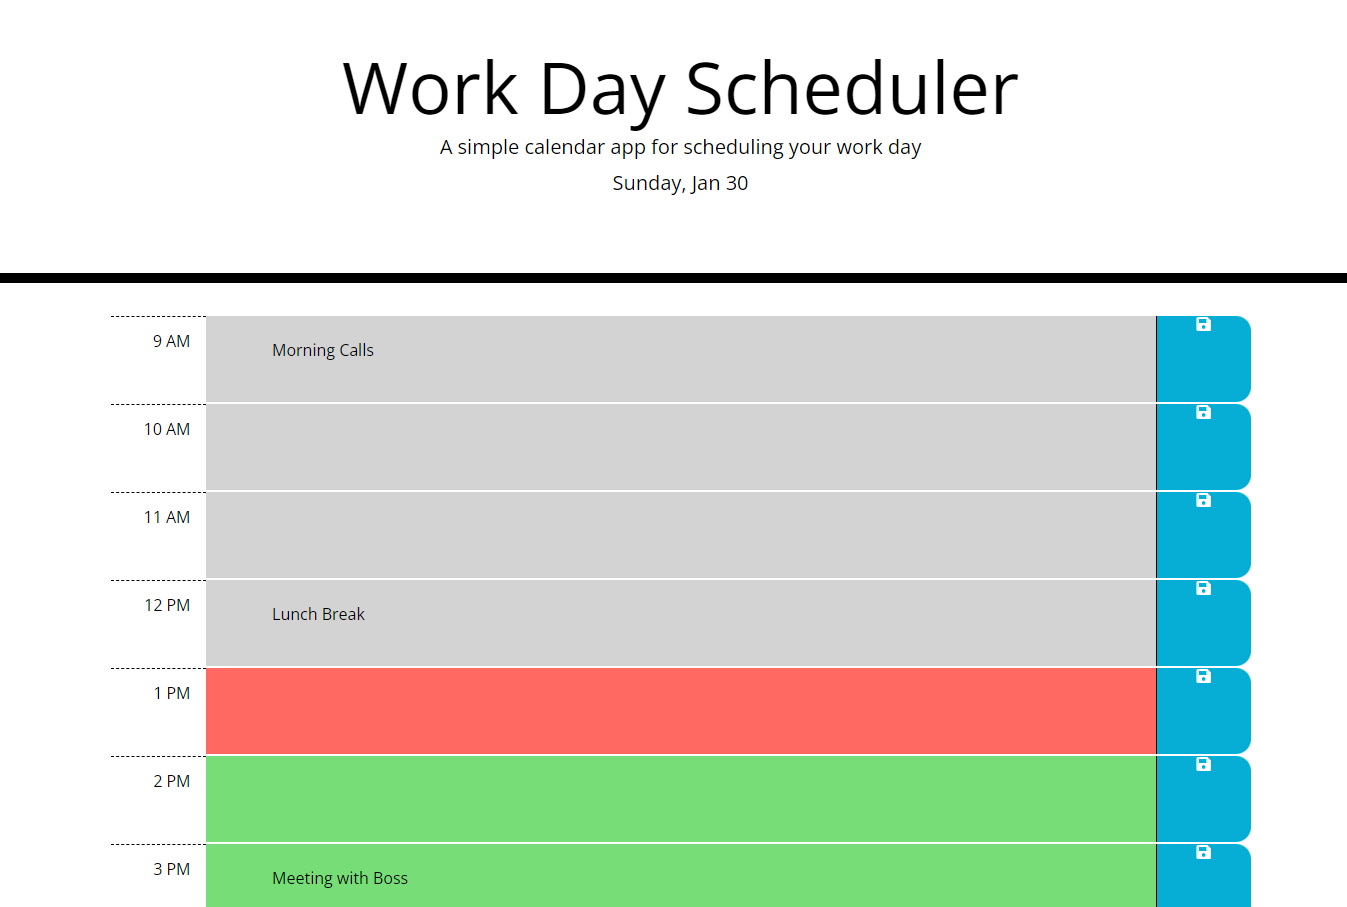 Work Day Scheduler
A simple calendar app for scheduling your work day
Sunday, Jan 30
9 AM
Morning Calls
10 AM
11 AM
12 PM
Lunch Break
1 PM
2 PM
3 PM
Meeting with Boss